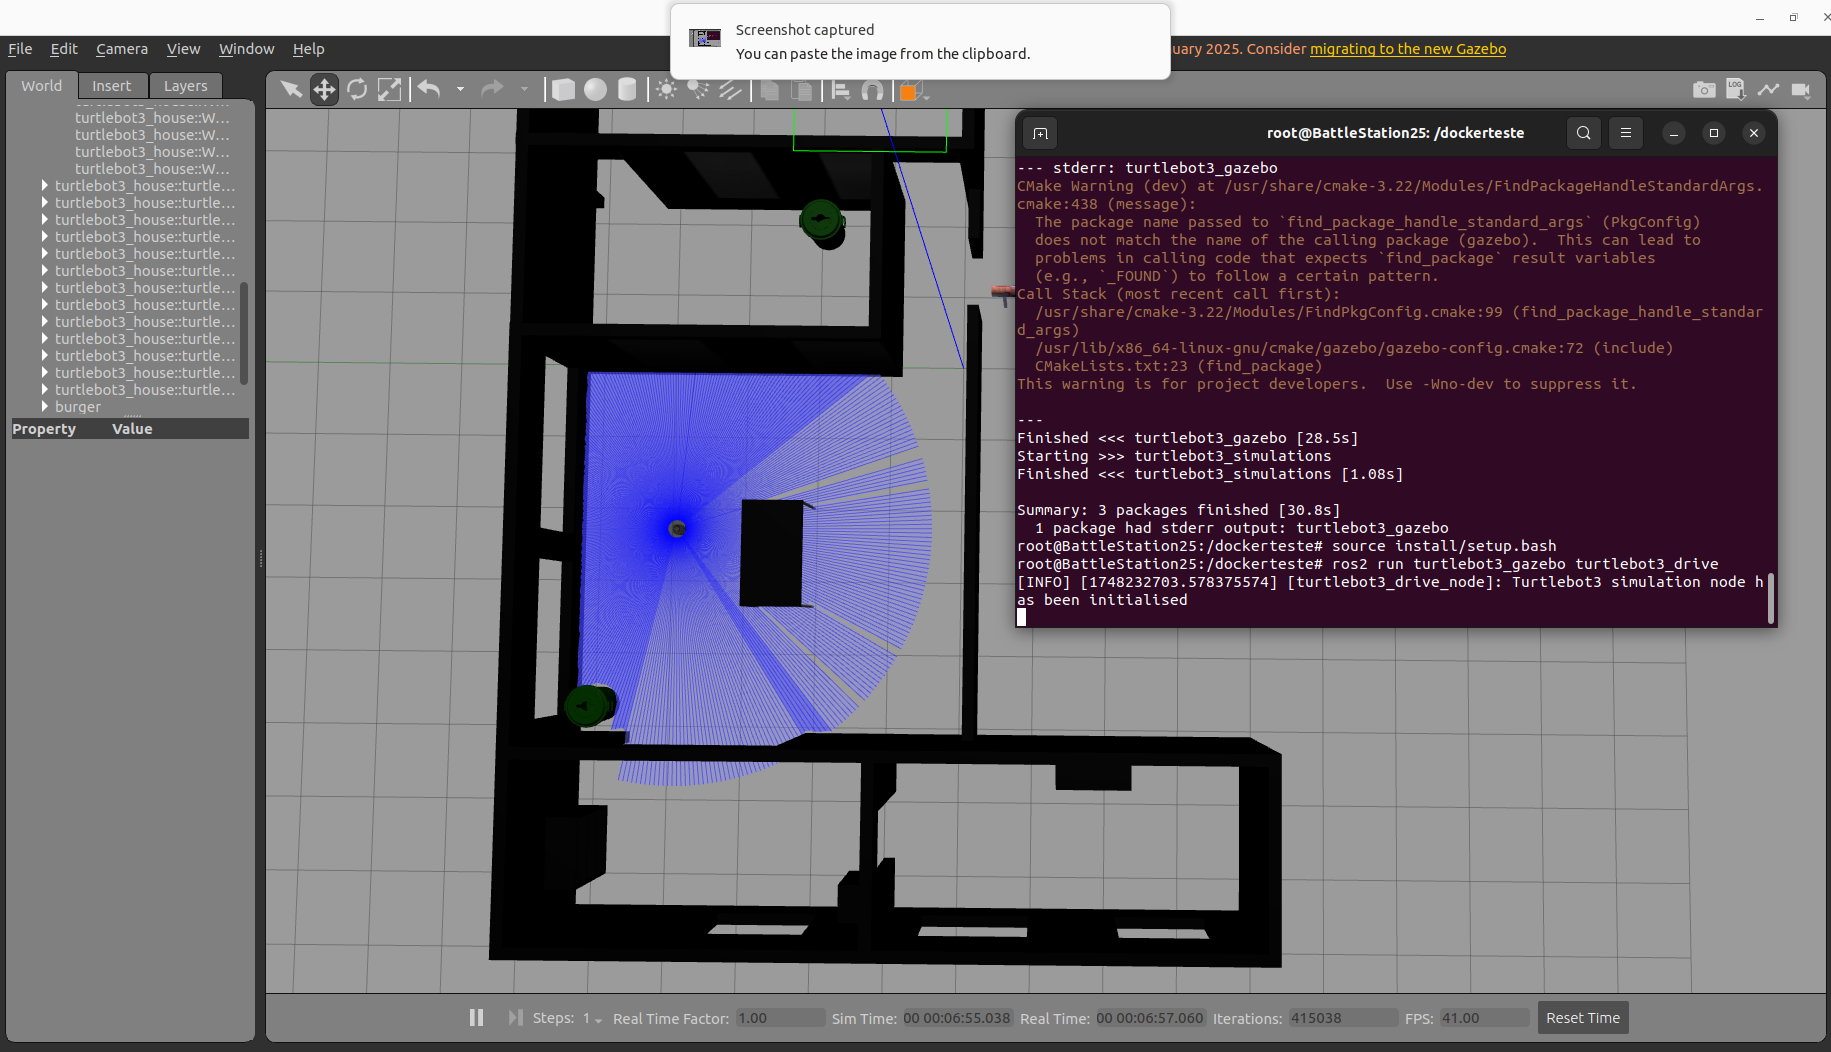 Screenshot captured
You can paste the image from the clipboard.
File Edit Camera View Window Help
uary 2025. Consider migrating to the new Gazebo
World Insert Layers
turtlebot3_house::W...
turtlebot3_house::W...
turtlebot3_house::W...
turtlebot3_house::W...
turtlebot3_house::turtle...
turtlebot3_house::turtle...
turtlebot3_house::turtle...
turtlebot3_house::turtle...
turtlebot3_house::turtle...
turtlebot3_house::turtle...
turtlebot3_house::turtle...
turtlebot3_house::turtle...
turtlebot3_house::turtle...
turtlebot3_house::turtle...
turtlebot3_house::turtle...
turtlebot3_house::turtle...
turtlebot3_house::turtle...
burger
Property Value
LOG
root@BattleStation25: /dockerteste
--- stderr: turtlebot3_gazebo
CMake Warning (dev) at /usr/share/cmake-3.22/Modules/FindPackageHandleStandardArgs.
cmake:438 (message):
  The package name passed to `find_package_handle_standard_args` (PkgConfig)
  does not match the name of the calling package (gazebo).  This can lead to
  problems in calling code that expects `find_package` result variables
  (e.g., `_FOUND`) to follow a certain pattern.
Call Stack (most recent call first):
  /usr/share/cmake-3.22/Modules/FindPkgConfig.cmake:99 (find_package_handle_standar
d_args)
  /usr/lib/x86_64-linux-gnu/cmake/gazebo/gazebo-config.cmake:72 (include)
  CMakeLists.txt:23 (find_package)
This warning is for project developers.  Use -Wno-dev to suppress it.
---
Finished <<< turtlebot3_gazebo [28.5s]
Starting >>> turtlebot3_simulations
Finished <<< turtlebot3_simulations [1.08s]
Summary: 3 packages finished [30.8s]
  1 package had stderr output: turtlebot3_gazebo
root@BattleStation25:/dockerteste# source install/setup.bash
root@BattleStation25:/dockerteste# ros2 run turtlebot3_gazebo turtlebot3_drive
[INFO] [1748232703.578375574] [turtlebot3_drive_node]: Turtlebot3 simulation node h
as been initialised
Steps: 1 Real Time Factor: 1.00 Sim Time: 00 00:06:55.038 Real Time: 00 00:06:57.060 Iterations: 415038 FPS: 41.00 Reset Time